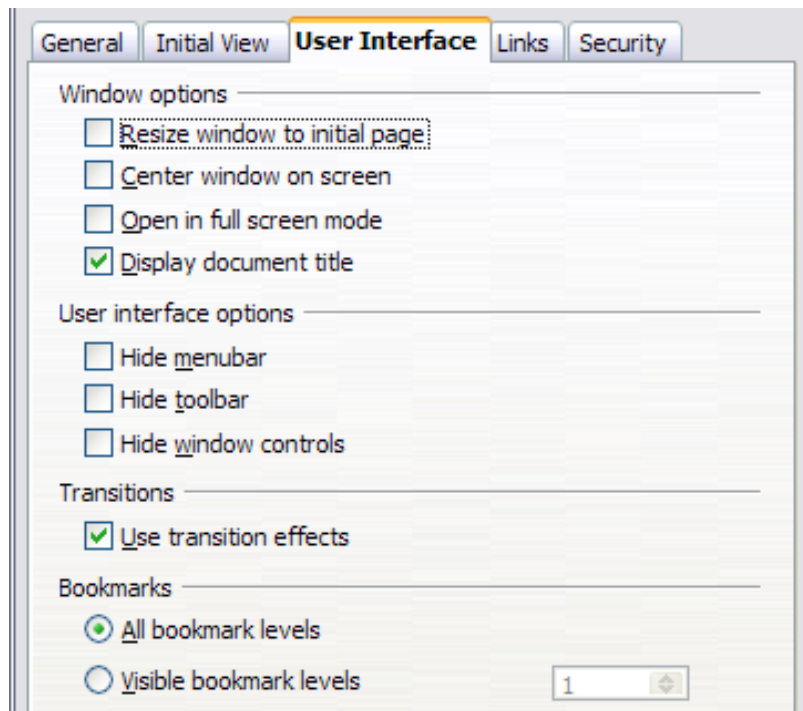 General Initial View User Interface Links Security
Window options
Resize window to initial page
Center window on screen
Open in full screen mode
Display document title
User interface options
Hide menubar
Hide toolbar
Hide window controls
Transitions
Use transition effects
Bookmarks
All bookmark levels
Visible bookmark levels 1